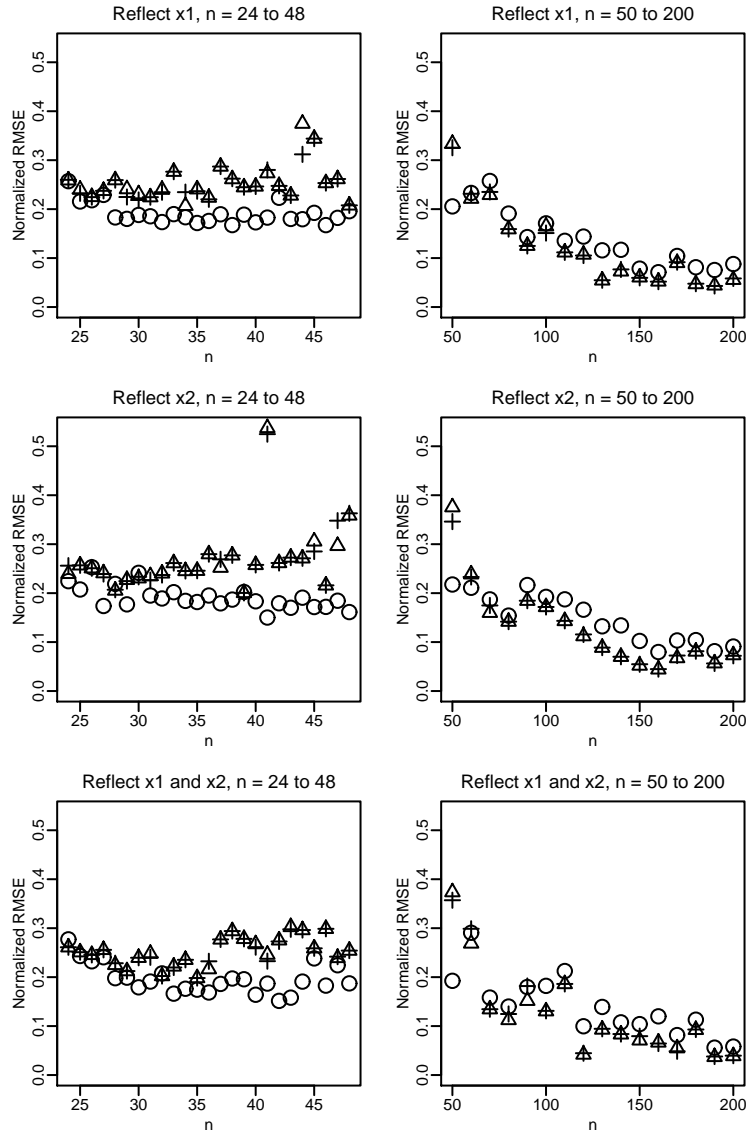 Reflect x1, n = 24 to 48
Normalized RMSE
0.0 0.1 0.2 0.3 0.4 0.5
25 30 35 40 45
n
Reflect x1, n = 50 to 200
Normalized RMSE
0.0 0.1 0.2 0.3 0.4 0.5
50 100 150 200
n
Reflect x2, n = 24 to 48
Normalized RMSE
0.0 0.1 0.2 0.3 0.4 0.5
25 30 35 40 45
n
Reflect x2, n = 50 to 200
Normalized RMSE
0.0 0.1 0.2 0.3 0.4 0.5
50 100 150 200
n
Reflect x1 and x2, n = 24 to 48
Normalized RMSE
0.0 0.1 0.2 0.3 0.4 0.5
25 30 35 40 45
n
Reflect x1 and x2, n = 50 to 200
Normalized RMSE
0.0 0.1 0.2 0.3 0.4 0.5
50 100 150 200
n